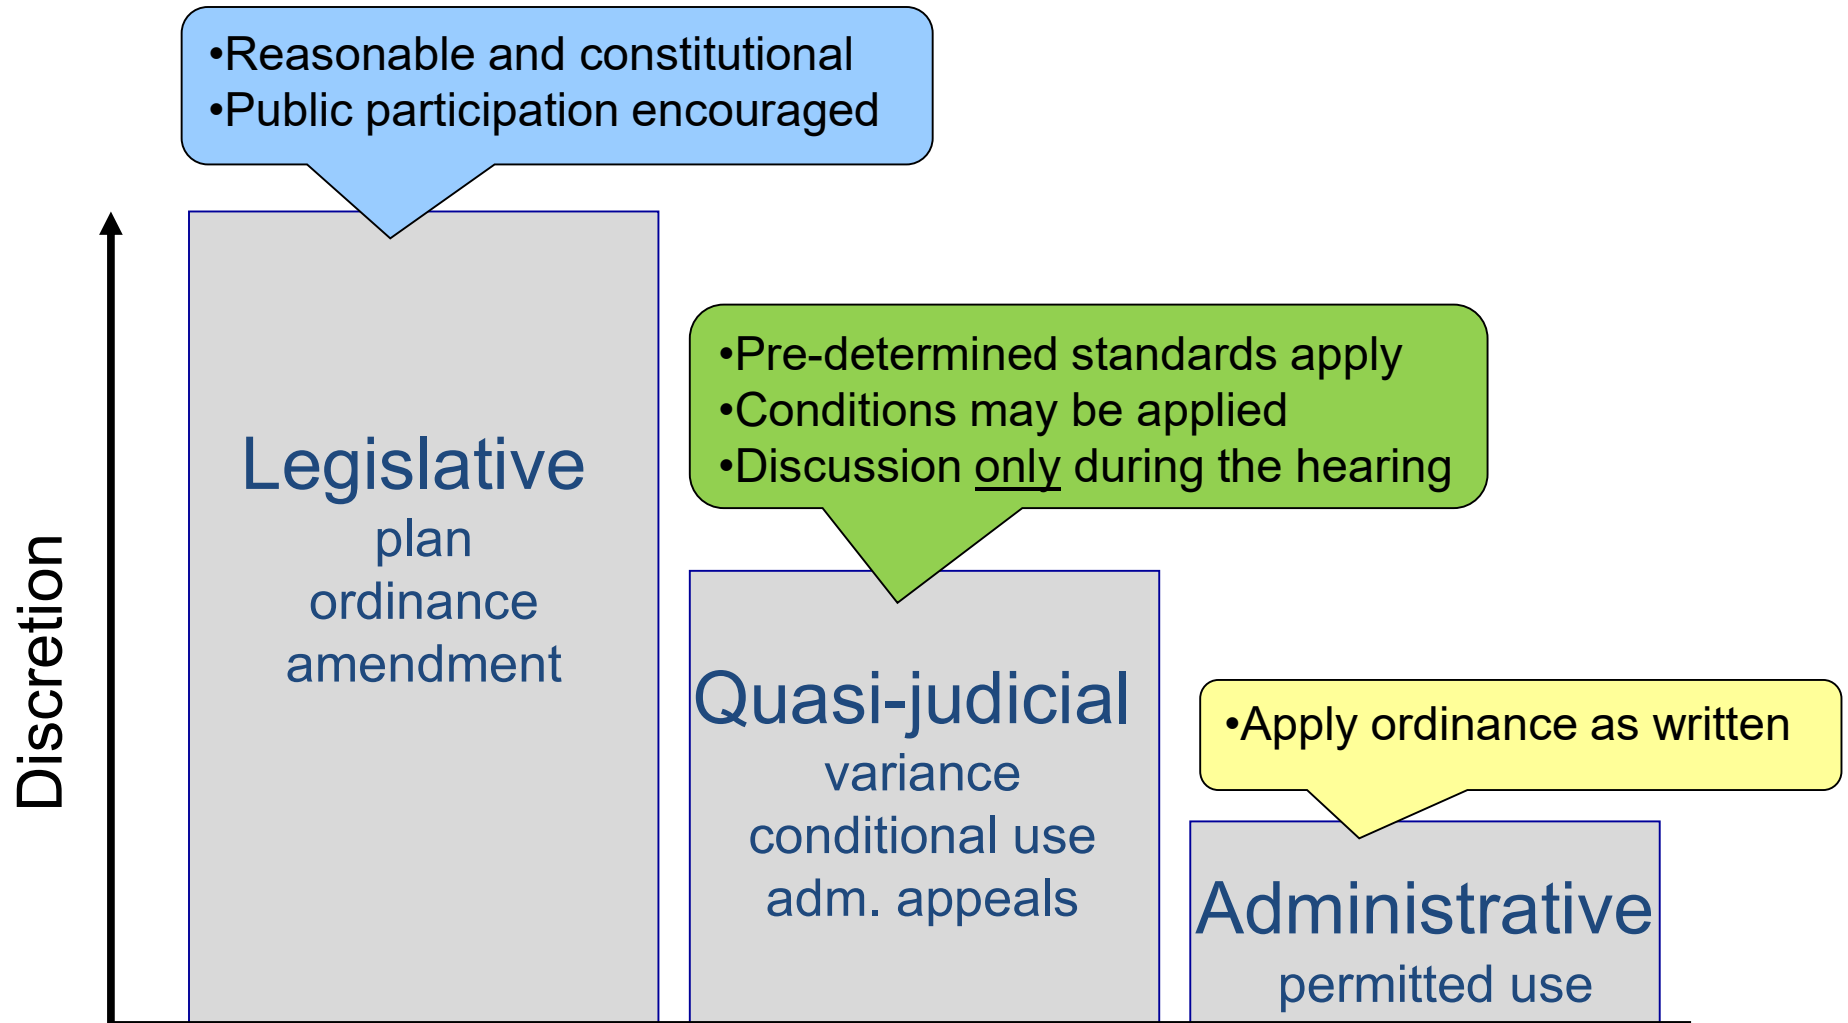 •Reasonable and constitutional
•Public participation encouraged
Discretion
Legislative
plan
ordinance
amendment
•Pre-determined standards apply
•Conditions may be applied
•Discussion only during the hearing
Quasi-judicial
variance
conditional use
adm. appeals
•Apply ordinance as written
Administrative
permitted use